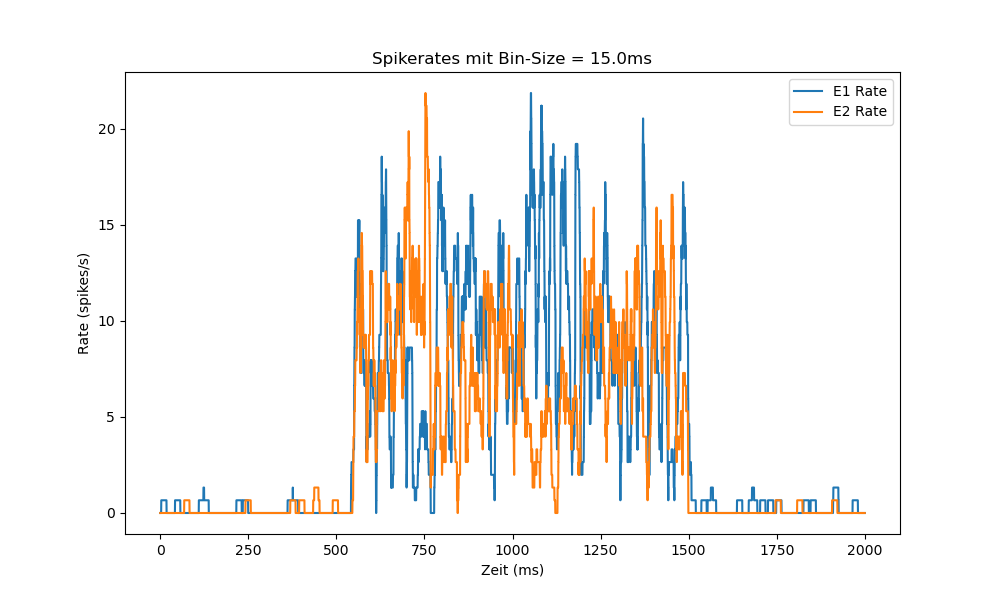 Spikerates mit Bin-Size = 15.0ms
E1 Rate
E2 Rate
20
15
10
5
0
Rate (spikes/s)
0 250 500 750 1000 1250 1500 1750 2000
Zeit (ms)